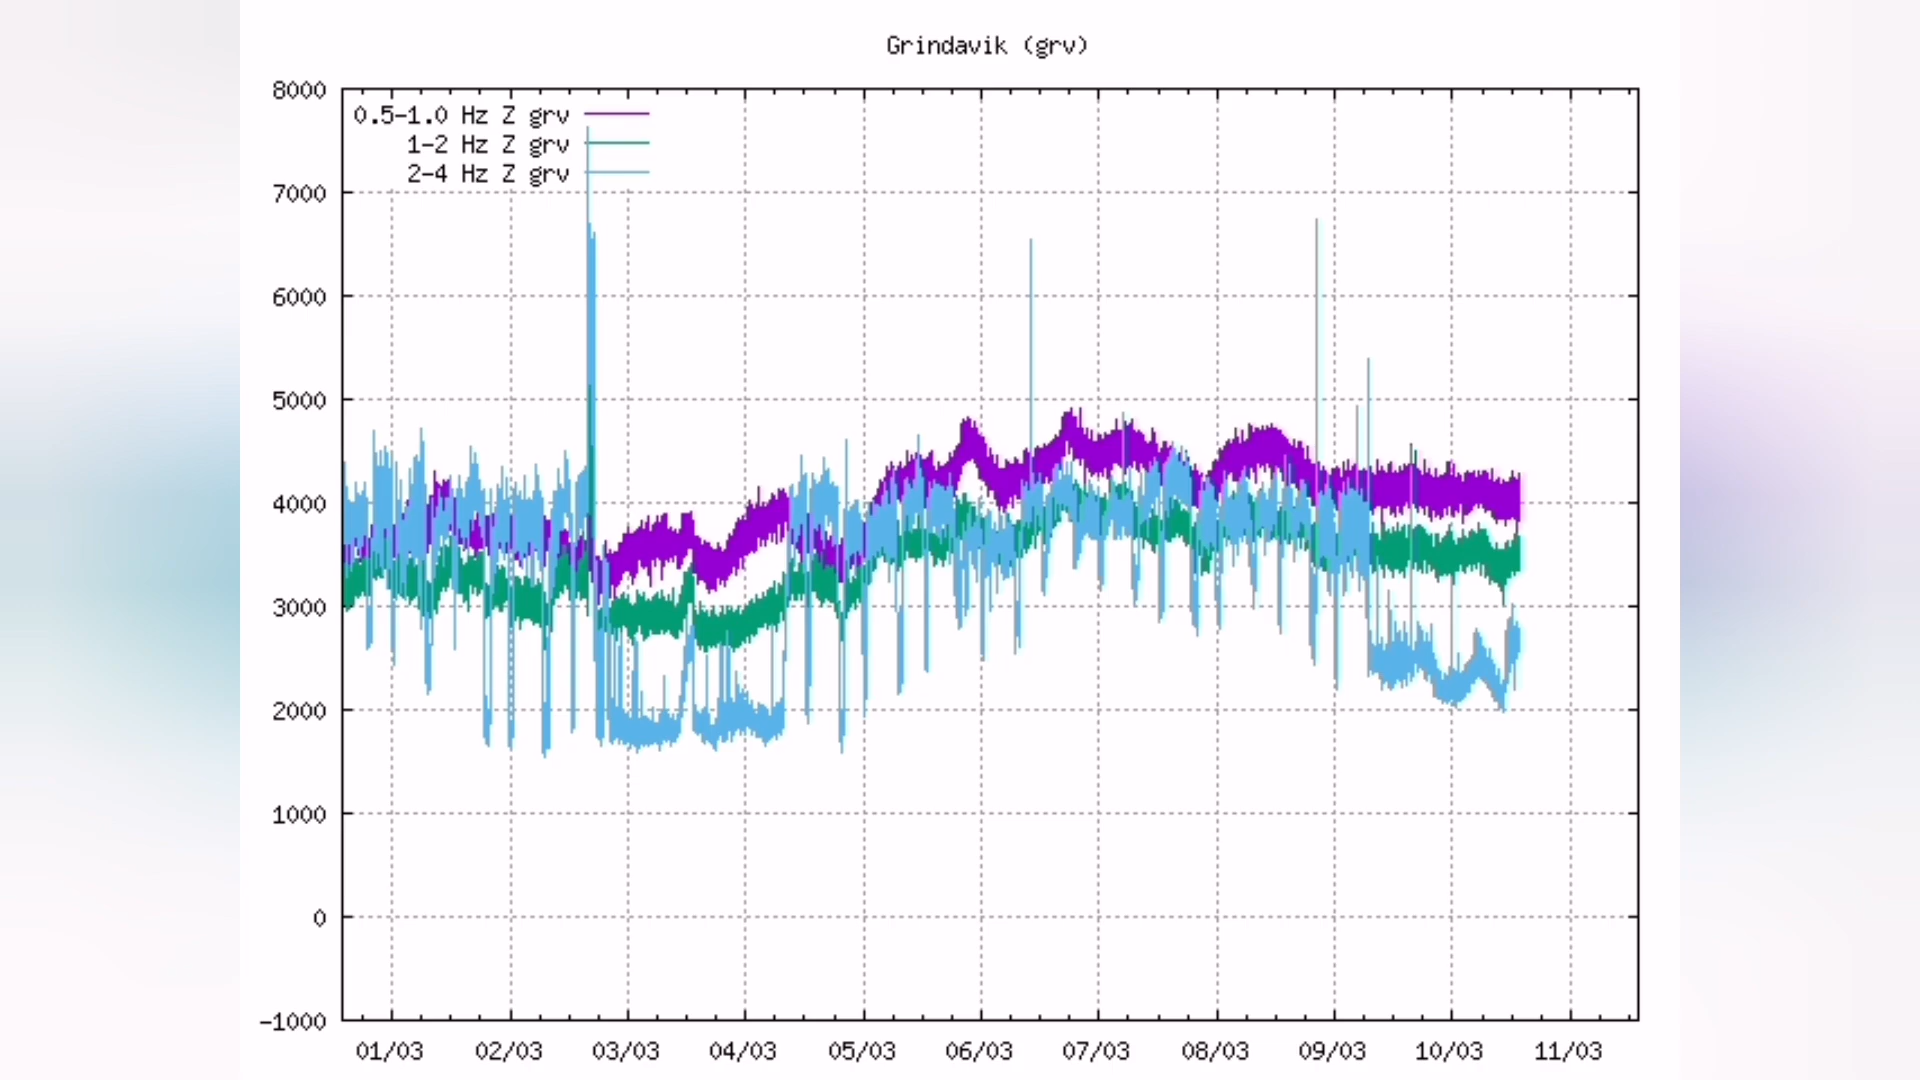 Grindavik (grv)
8000
0.5-1.0 Hz Z grv
1-2 Hz Z grv
2-4 Hz Z grv
7000
6000
5000
4000
3000
2000
1000
0
-1000
01/03 02/03 03/03 04/03 05/03 06/03 07/03 08/03 09/03 10/03 11/03